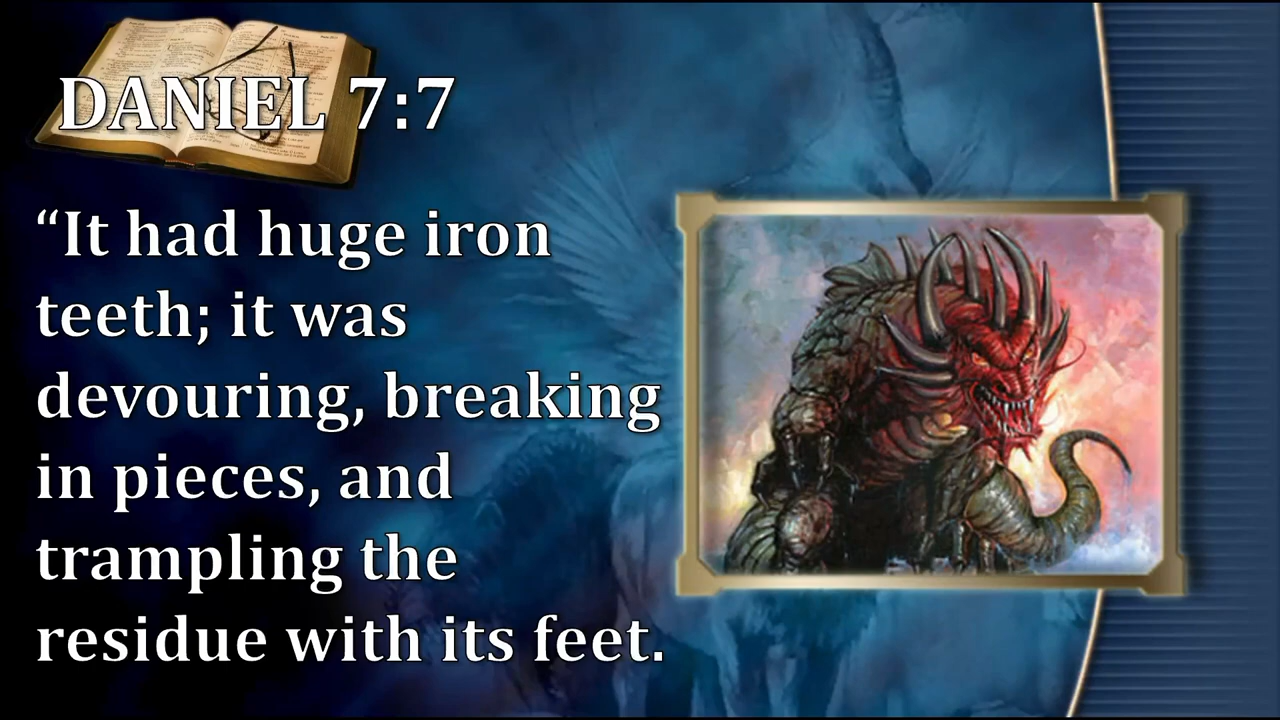 DANIEL 7:7
“It had huge iron
teeth; it was
devouring, breaking
in pieces, and
trampling the
residue with its feet.